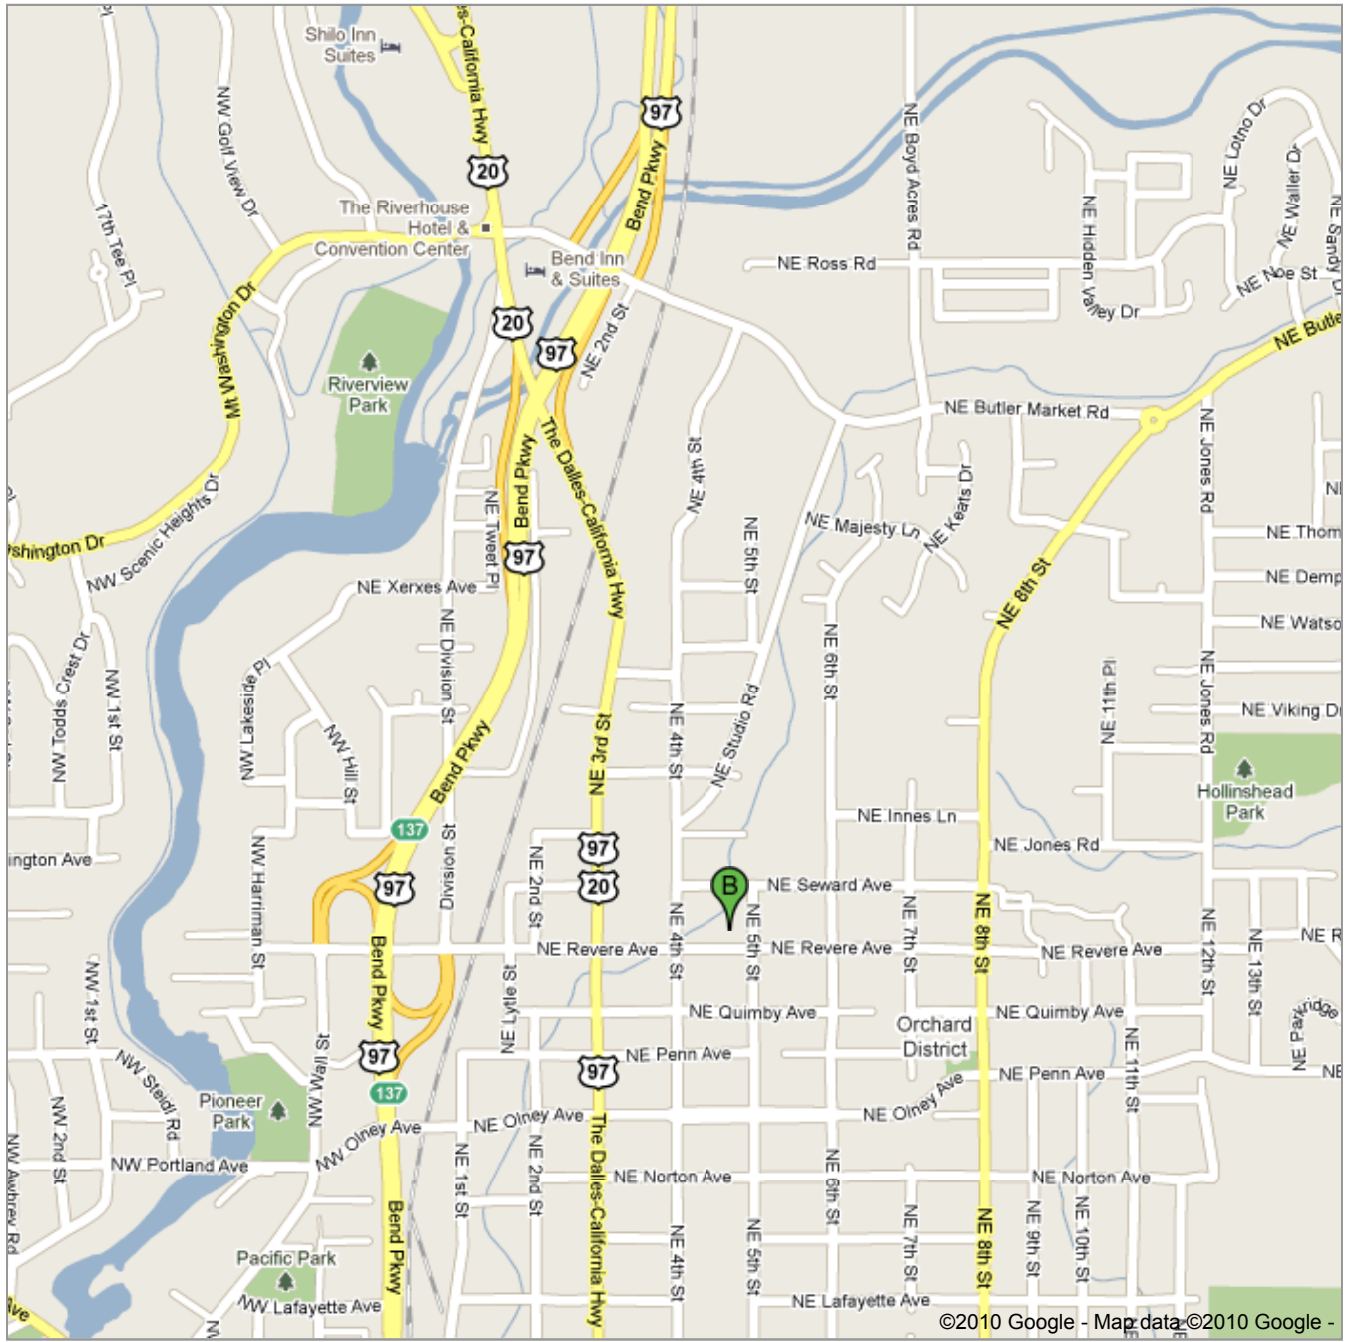 Shilo Inn
Suites
es-California Hwy
97
20
NW Golf View Dr
17th Tee Pl
The Riverhouse
Hotel &
Convention Center
Bend Pkwy
Bend Inn
& Suites
NE Boyd Acres Rd
NE Ross Rd
NE Hidden Valley Dr
NE Lotno Dr
NE Waller Dr
NE Sandy D
NE Noe St
NE Butle
Mt Washington Dr
20
97
NE 2nd St
Riverview
Park
NE Butler Market Rd
NE Jones Rd
NE 4th St
The Dalles-California Hwy
Bend Pkwy
NE Tweet Pl
NE 5th St
NE Majesty Ln
NE Keats Dr
NE Thom
NE Demp
NE Watso
shington Dr
NW Scenic Heights Dr
97
NE Xerxes Ave
NE 8th St
NE Division St
NE 6th St
NW Topps Crest Dr
NW 1st St
NW Lakeside Pl
NW Hill St
Bend Pkwy
NE 3rd St
NE 4th St
NE Studio Rd
NE 11th Pl
NE Jones Rd
NE Viking Dr
Hollinshead
Park
137
NE Innes Ln
NE Jones Rd
ington Ave
NW Harriman St
Division St
NE 2nd St
97
97
20
B
NE Seward Ave
NE Revere Ave
NE Revere Ave
NE Revere Ave
NE R
NE 4th St
NE 5th St
NE 7th St
NE 8th St
NE 12th St
NE 13th St
Bend Pkwy
NW 1st St
NE Lytle St
NE Quimby Ave
NE Quimby Ave
Orchard
District
NE Park
ridge
97
137
NE Penn Ave
97
NE Penn Ave
NE
NW Steidl Rd
Pioneer
Park
NW Wall St
NE 11th St
NW 2nd St
NW Olney Ave
NE Olney Ave
NE Olney Ave
NW Portland Ave
NE Norton Ave
NE Norton Ave
NW Awbrey Rd
Bend Pkwy
NE 1st St
NE 2nd St
The Dalles-California Hwy
NE 4th St
NE 5th St
NE 6th St
NE 7th St
NE 8th St
NE 9th St
NE 10th St
Pacific Park
NW Lafayette Ave
NE Lafayette Ave
Ave
©2010 Google - Map data ©2010 Google -